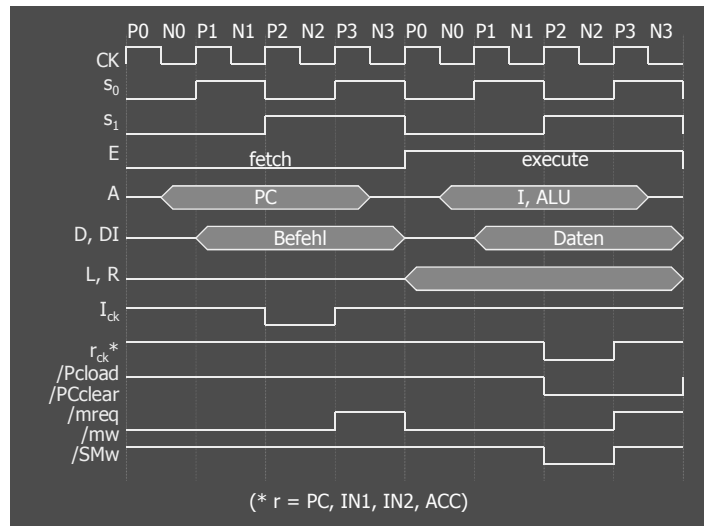 P0 N0 P1 N1 P2 N2 P3 N3 P0 N0 P1 N1 P2 N2 P3 N3
CK
s0
s1
E fetch execute
A PC I, ALU
D, DI Befehl Daten
L, R
Ick
rck*
/Pcload
/PCclear
/mreq
/mw
/SMw
(* r = PC, IN1, IN2, ACC)